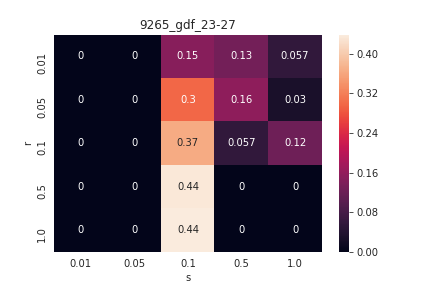 9265_gdf_23-27
0.01 0 0 0.15 0.13 0.057
0.05 0 0 0.3 0.16 0.03
0.1 0 0 0.37 0.057 0.12
0.5 0 0 0.44 0 0
1.0 0 0 0.44 0 0
0.01 0.05 0.1 0.5 1.0
s
r
0.40
0.32
0.24
0.16
0.08
0.00